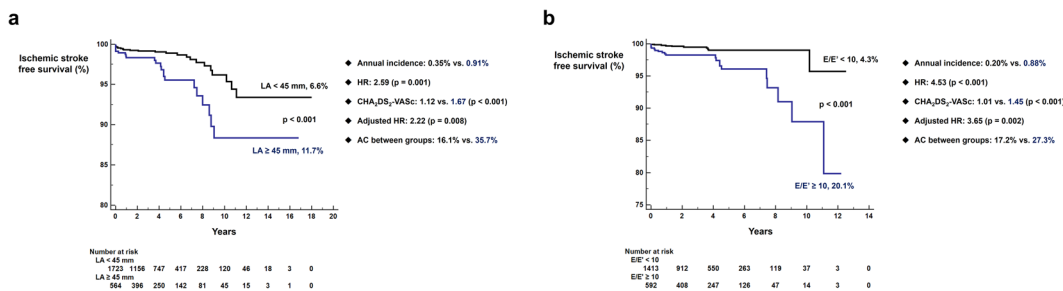 a
Ischemic stroke
free survival (%)
100
95
90
85
80
LA < 45 mm, 6.6%
p < 0.001
LA ≥ 45 mm, 11.7%
0 2 4 6 8 10 12 14 16 18 20
Years
◆ Annual incidence: 0.35% vs. 0.91%
◆ HR: 2.59 (p = 0.001)
◆ CHA₂DS₂-VASc: 1.12 vs. 1.67 (p < 0.001)
◆ Adjusted HR: 2.22 (p = 0.008)
◆ AC between groups: 16.1% vs. 35.7%
Number at risk
LA < 45 mm
1723 1156 747 417 228 120 46 18 3 0
LA ≥ 45 mm
564 396 250 142 81 45 15 3 1 0
b
Ischemic stroke
free survival (%)
100
95
90
85
80
75
E/E' < 10, 4.3%
p < 0.001
E/E' ≥ 10, 20.1%
0 2 4 6 8 10 12 14
Years
◆ Annual incidence: 0.20% vs. 0.88%
◆ HR: 4.53 (p < 0.001)
◆ CHA₂DS₂-VASc: 1.01 vs. 1.45 (p < 0.001)
◆ Adjusted HR: 3.65 (p = 0.002)
◆ AC between groups: 17.2% vs. 27.3%
Number at risk
E/E' < 10
1413 912 550 263 119 37 3 0
E/E' ≥ 10
592 408 247 126 47 14 3 0